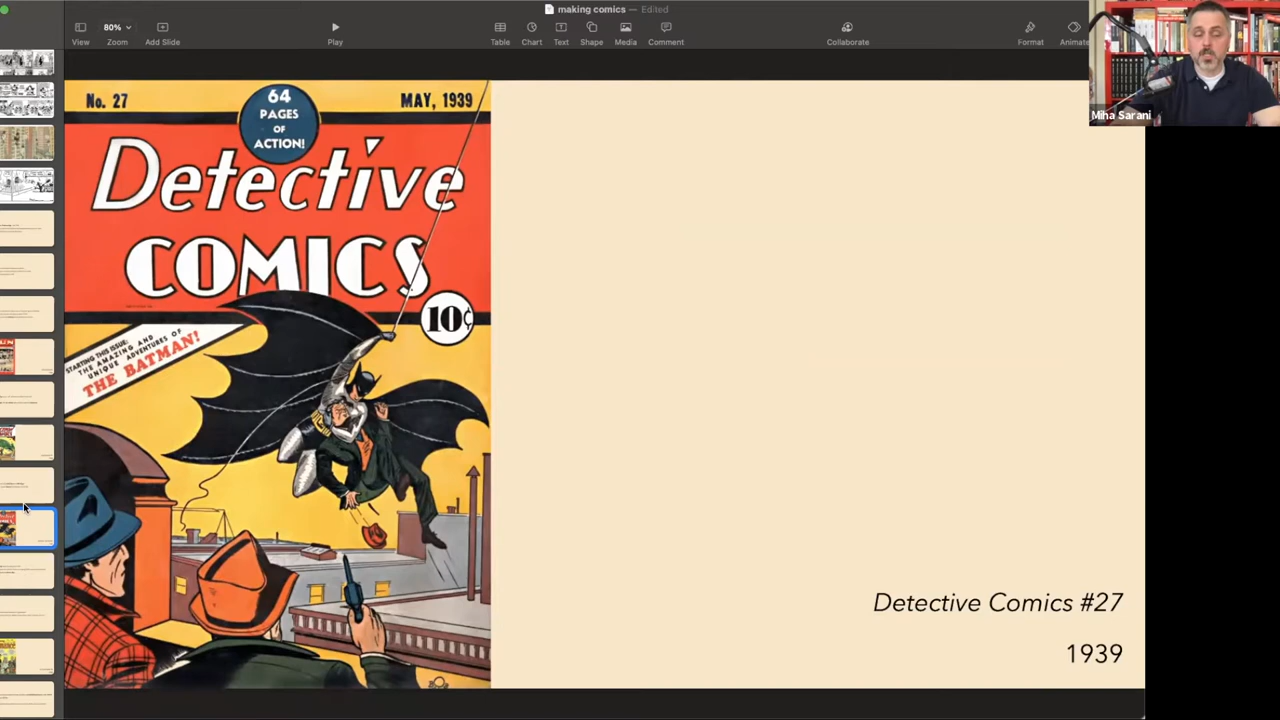 making comics — Edited
80%
View Zoom Add Slide Play Table Chart Text Shape Media Comment Collaborate Format Animate
Miha Sarani
No. 27
64
PAGES
OF
ACTION!
MAY, 1939
Detective
COMICS
10¢
STARTING THIS ISSUE:
THE AMAZING AND
UNIQUE ADVENTURES OF
THE BATMAN!
Detective Comics #27
1939